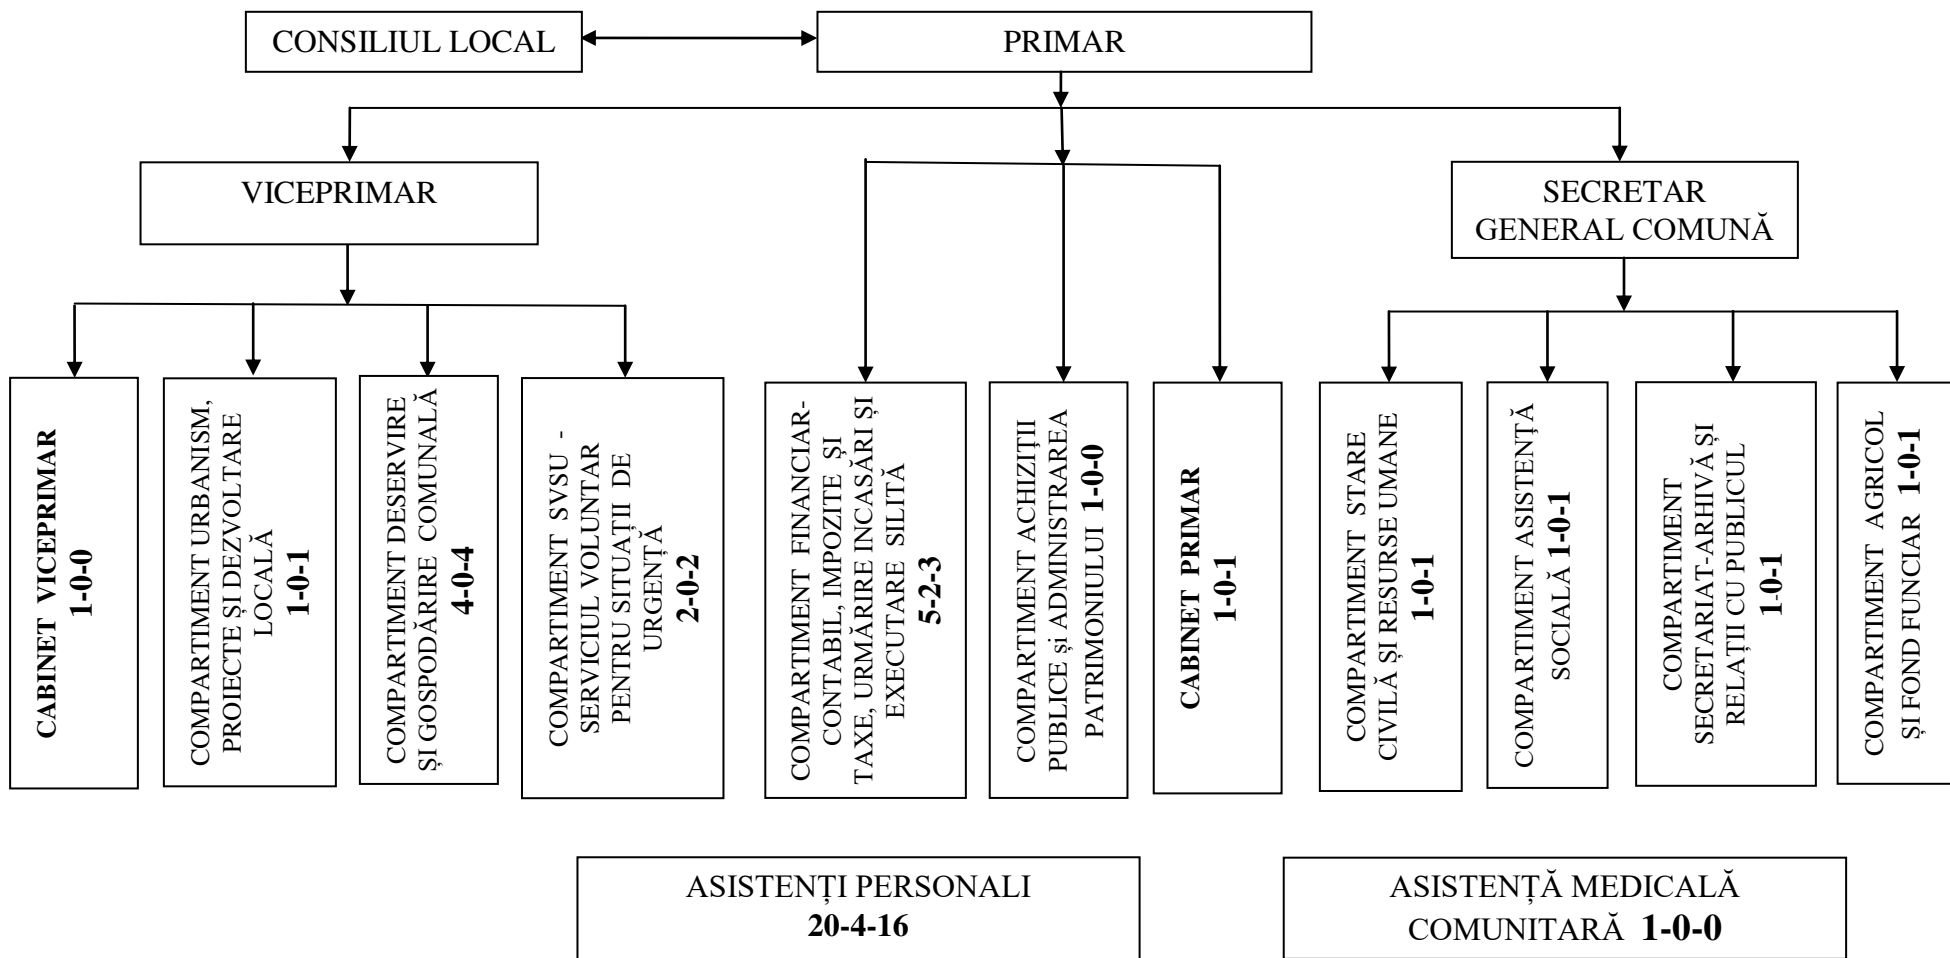 CONSILIUL LOCAL
PRIMAR
VICEPRIMAR
SECRETAR
GENERAL COMUNĂ
CABINET VICEPRIMAR
1-0-0
COMPARTIMENT URBANISM,
PROIECTE ȘI DEZVOLTARE
LOCALĂ
1-0-1
COMPARTIMENT DESERVIRE
ȘI GOSPODĂRIRE COMUNALĂ
4-0-4
COMPARTIMENT SVSU -
SERVICIUL VOLUNTAR
PENTRU SITUAȚII DE
URGENȚĂ
2-0-2
COMPARTIMENT FINANCIAR-
CONTABIL, IMPOZITE ȘI
TAXE, URMĂRIRE INCASĂRI ȘI
EXECUTARE SILITĂ
5-2-3
COMPARTIMENT ACHIZIȚII
PUBLICE și ADMINISTRAREA
PATRIMONIULUI 1-0-0
CABINET PRIMAR
1-0-1
COMPARTIMENT STARE
CIVILĂ ȘI RESURSE UMANE
1-0-1
COMPARTIMENT ASISTENȚĂ
SOCIALĂ 1-0-1
COMPARTIMENT
SECRETARIAT-ARHIVĂ ȘI
RELAȚII CU PUBLICUL
1-0-1
COMPARTIMENT AGRICOL
ȘI FOND FUNCIAR 1-0-1
ASISTENȚI PERSONALI
20-4-16
ASISTENȚĂ MEDICALĂ
COMUNITARĂ 1-0-0